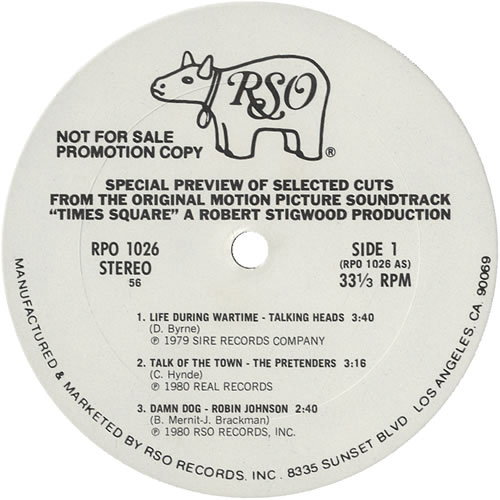 RSO
®
NOT FOR SALE
PROMOTION COPY
SPECIAL PREVIEW OF SELECTED CUTS
FROM THE ORIGINAL MOTION PICTURE SOUNDTRACK
“TIMES SQUARE” A ROBERT STIGWOOD PRODUCTION
RPO 1026
STEREO
56
SIDE 1
(RPO 1026 AS)
33⅓ RPM
1. LIFE DURING WARTIME - TALKING HEADS 3:40
(D. Byrne)
℗ 1979 SIRE RECORDS COMPANY
2. TALK OF THE TOWN - THE PRETENDERS 3:16
(C. Hynde)
℗ 1980 REAL RECORDS
3. DAMN DOG - ROBIN JOHNSON 2:40
(B. Mernit-J. Brackman)
℗ 1980 RSO RECORDS, INC.
MANUFACTURED & MARKETED BY RSO RECORDS, INC. 8335 SUNSET BLVD LOS ANGELES, CA 90069